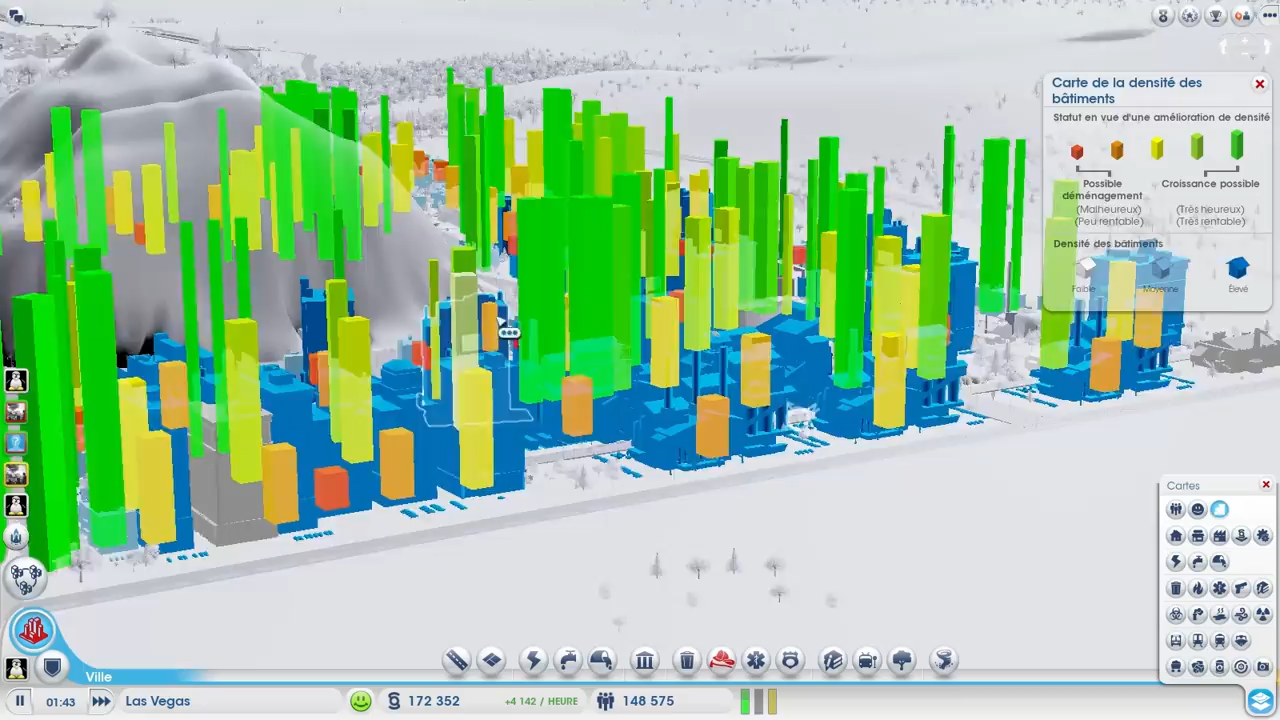 Carte de la densité des
bâtiments
Statut en vue d'une amélioration de densité
Possible
déménagement
Croissance possible
(Malheureux)
(Très heureux)
(Peu rentable)
(Très rentable)
Densité des bâtiments
Faible
Moyenne
Élevé
Cartes
Ville
01:43
Las Vegas
172 352
+4 142 / HEURE
148 575